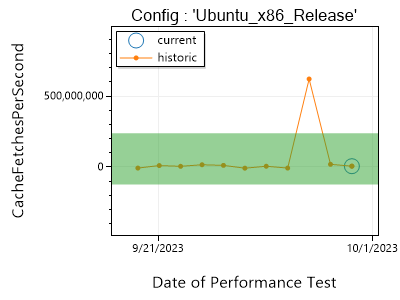 Config : 'Ubuntu_x86_Release'
current
historic
CacheFetchesPerSecond
500,000,000
0
9/21/2023
10/1/2023
Date of Performance Test